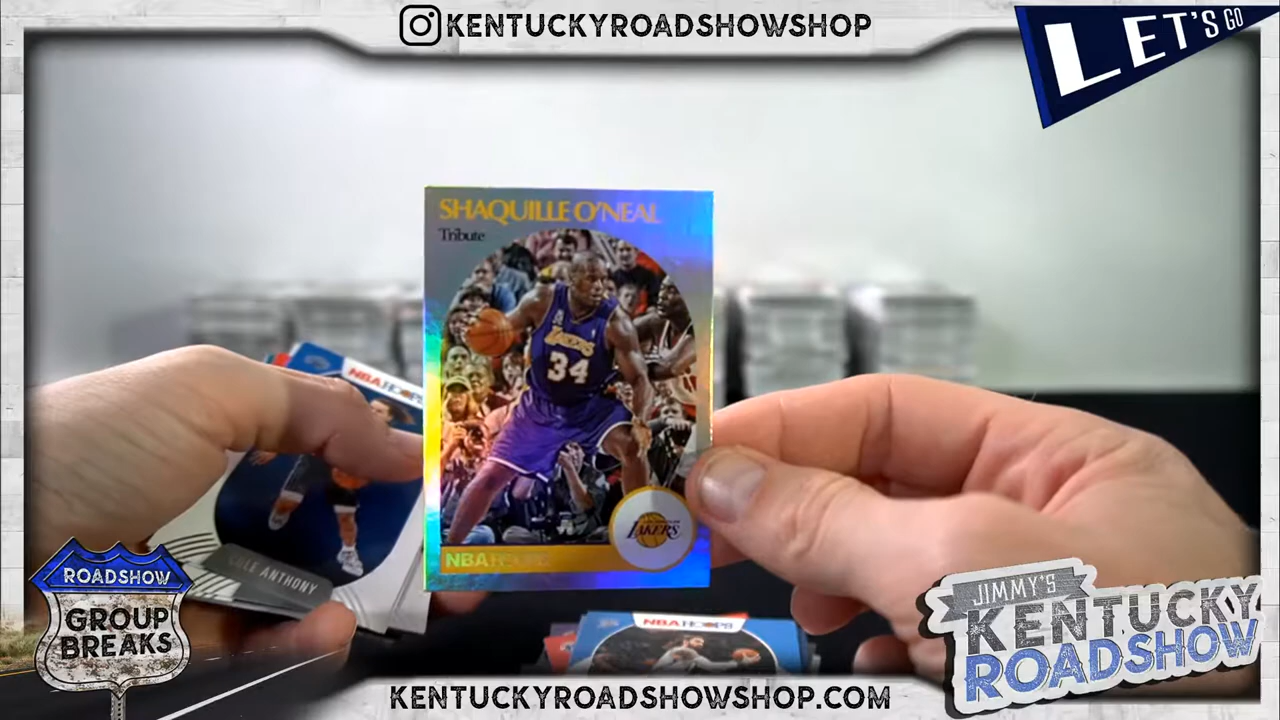 KENTUCKYROADSHOWSHOP
LET'S GO
SHAQUILLE O'NEAL
Tribute
LAKERS
34
LAKERS
NBA HOOPS
NBA HOOPS
COLE ANTHONY
NBA HOOPS
ROADSHOW
GROUP
BREAKS
JIMMY'S
KENTUCKY
ROADSHOW
KENTUCKYROADSHOWSHOP.COM